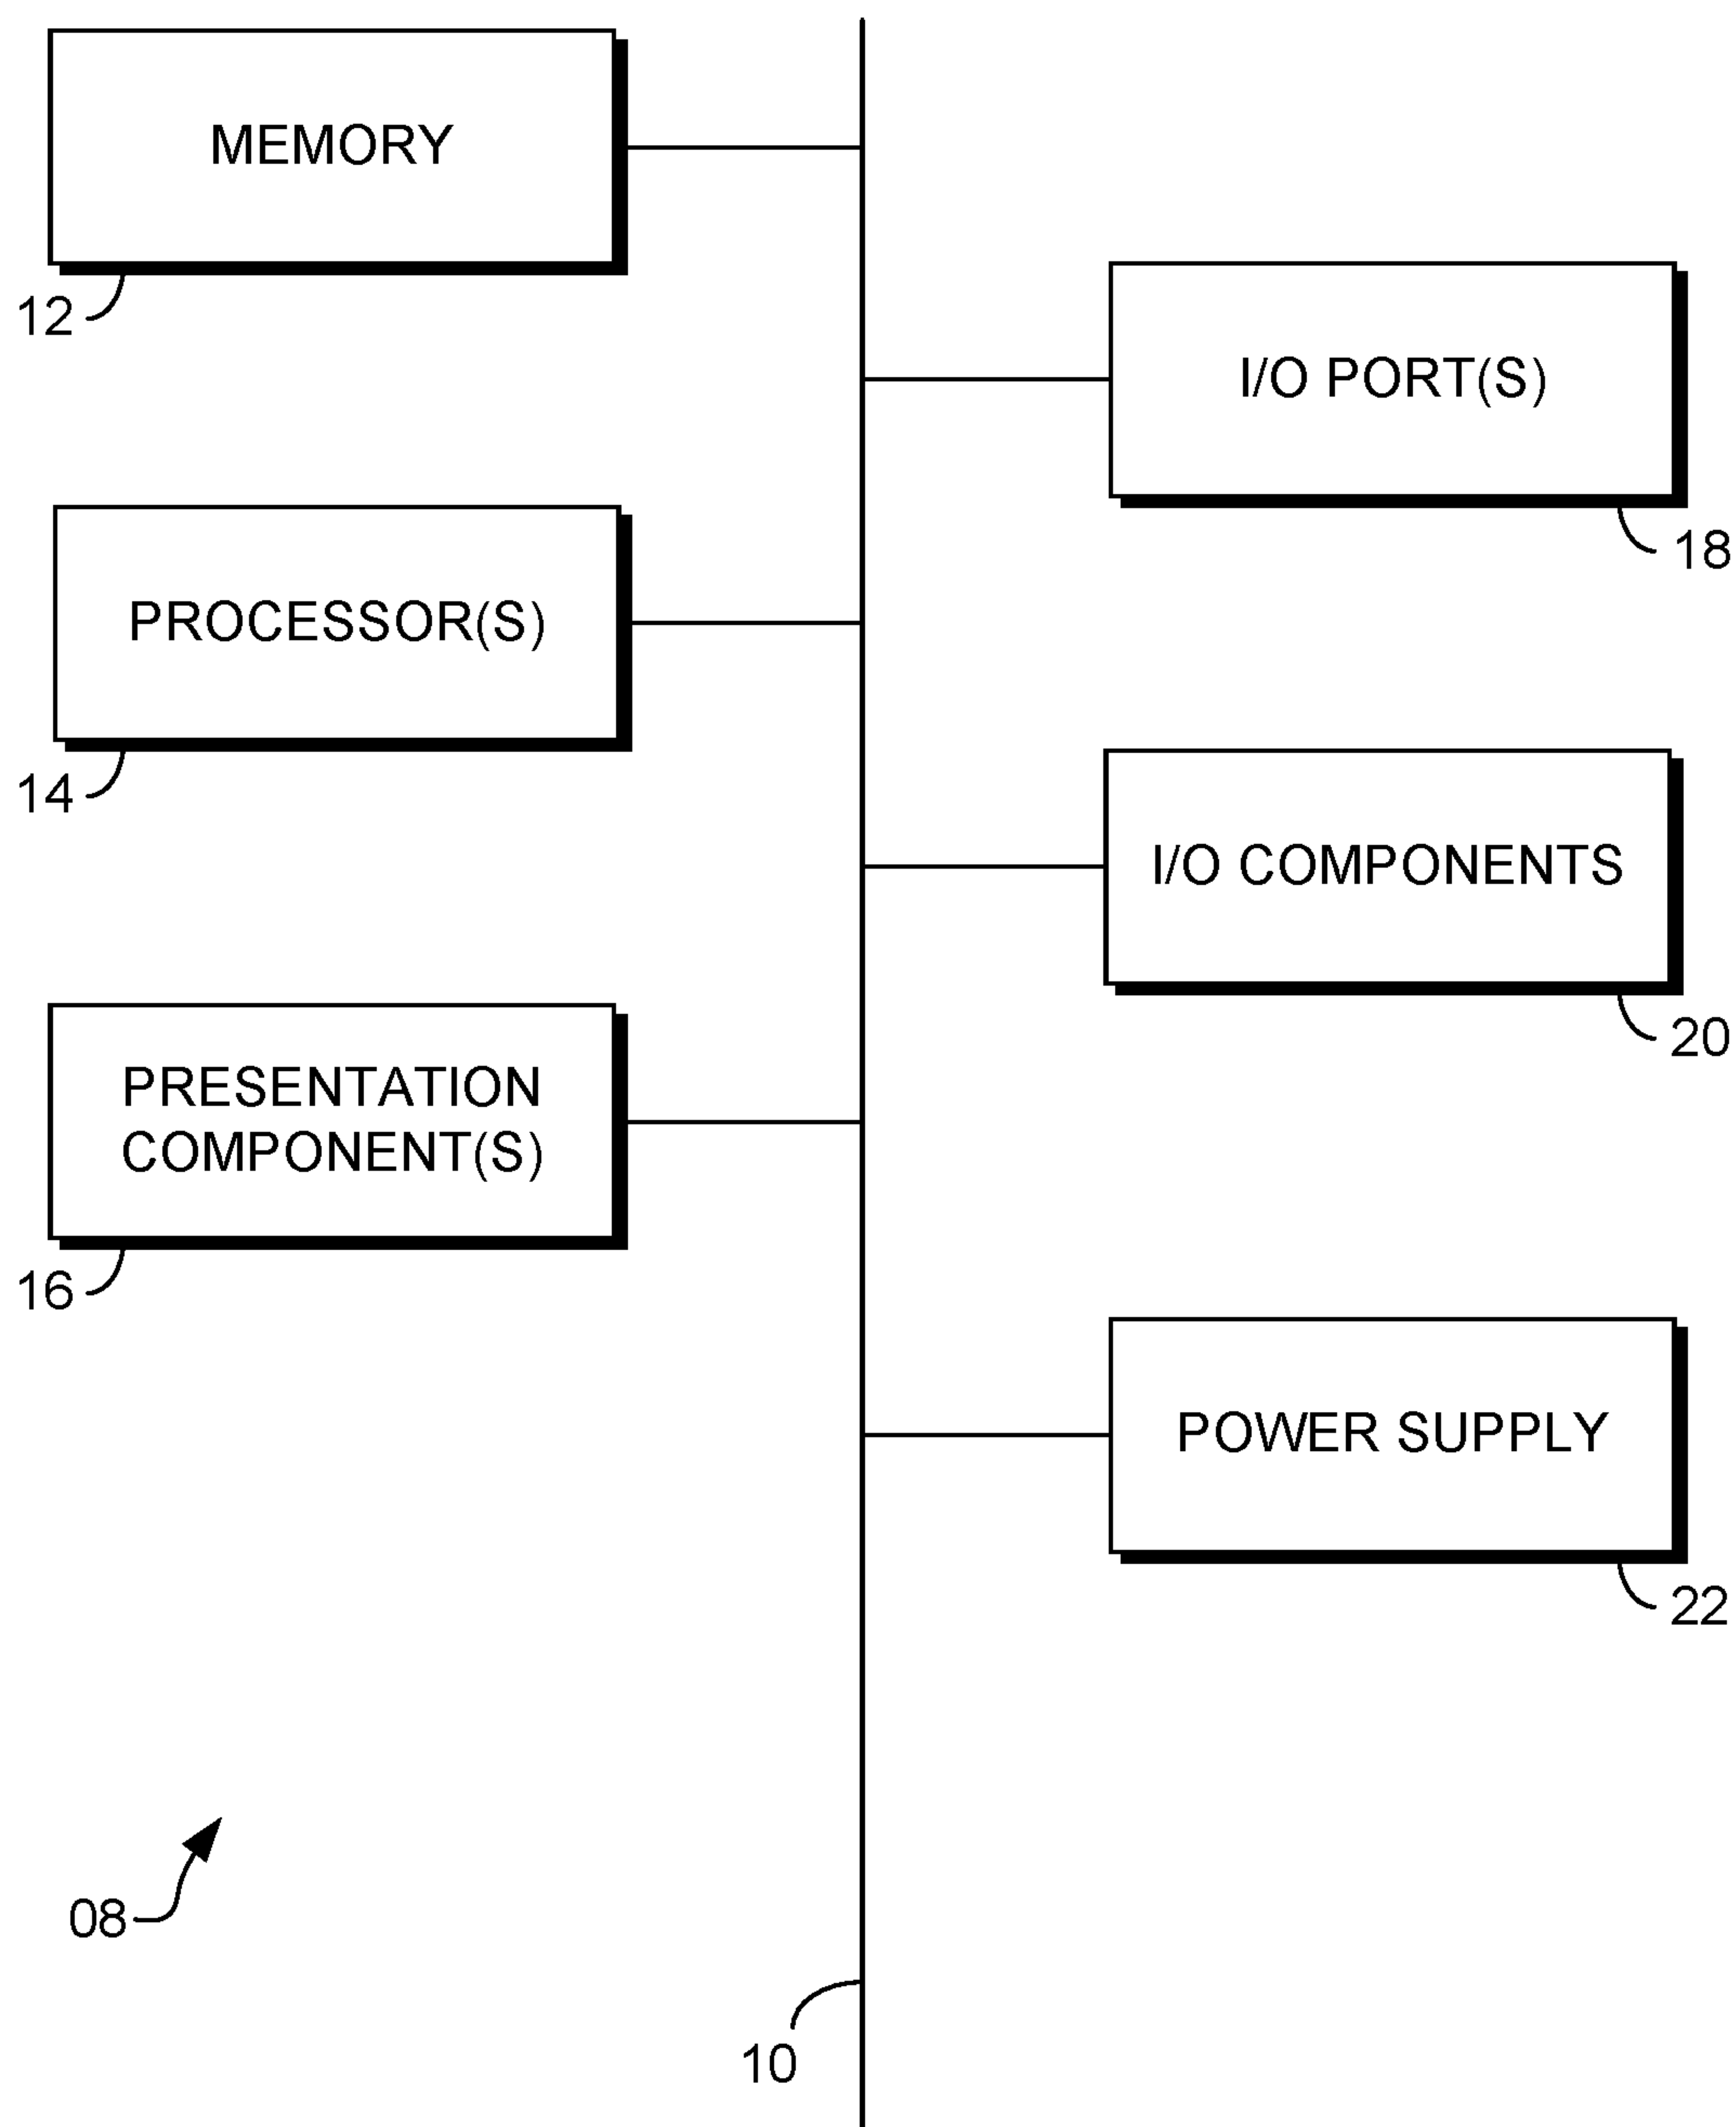 MEMORY
12
I/O PORT(S)
18
PROCESSOR(S)
14
I/O COMPONENTS
20
PRESENTATION
COMPONENT(S)
16
POWER SUPPLY
22
08
10